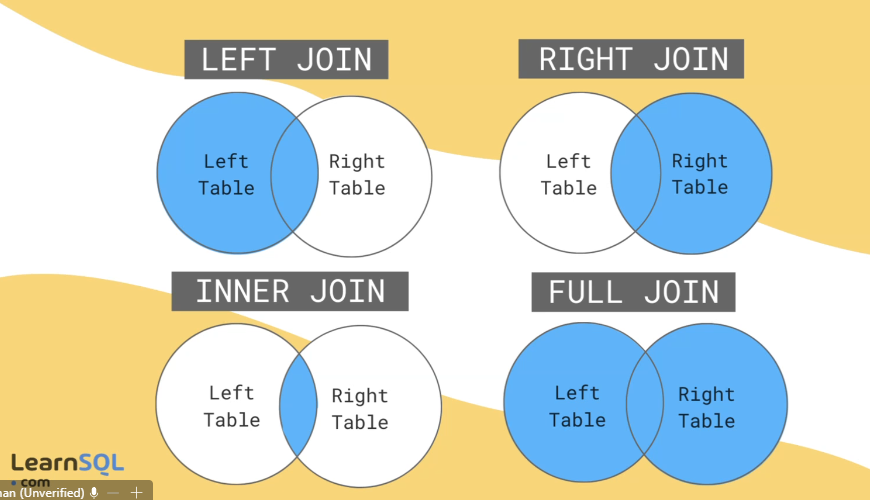 LEFT JOIN
RIGHT JOIN
Left
Table
Right
Table
Left
Table
Right
Table
INNER JOIN
FULL JOIN
Left
Table
Right
Table
Left
Table
Right
Table
LearnSQL
.com
(Unverified)